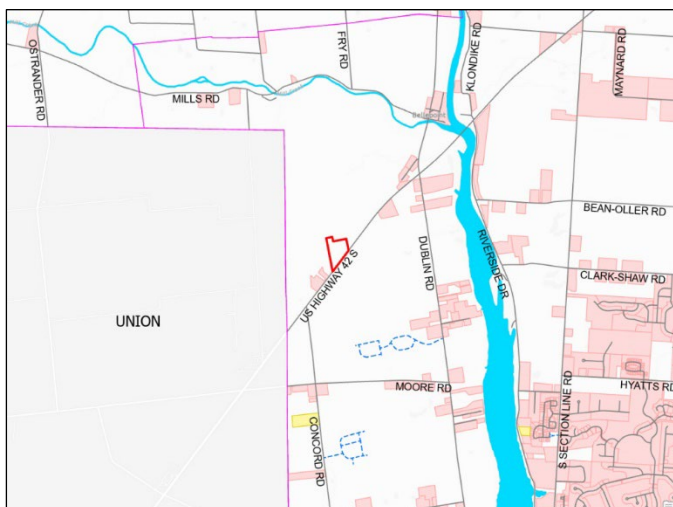 OSTRANDER RD
FRY RD
KLONDIKE RD
MAYNARD RD
MILLS RD
Bellepoint
BEAN-OLLER RD
RIVERSIDE DR
DUBLIN RD
CLARK-SHAW RD
US HIGHWAY 42 S
UNION
MOORE RD
HYATTS RD
S SECTION LINE RD
CONCORD RD